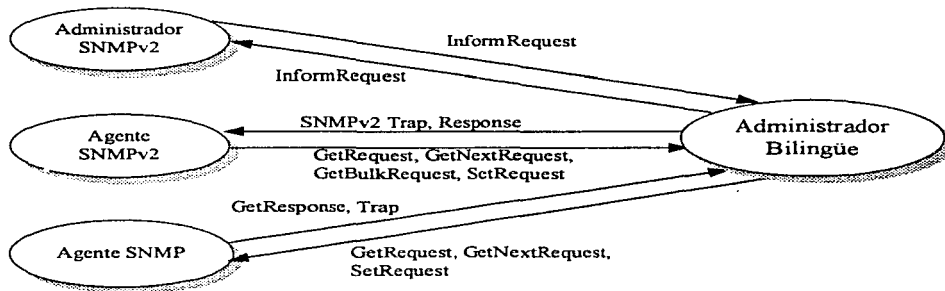 Administrador
SNMPv2
InformRequest
InformRequest
Agente
SNMPv2
SNMPv2 Trap, Response
GetRequest, GetNextRequest,
GetBulkRequest, SetRequest
Administrador
Bilingüe
GetResponse, Trap
Agente SNMP
GetRequest, GetNextRequest,
SetRequest